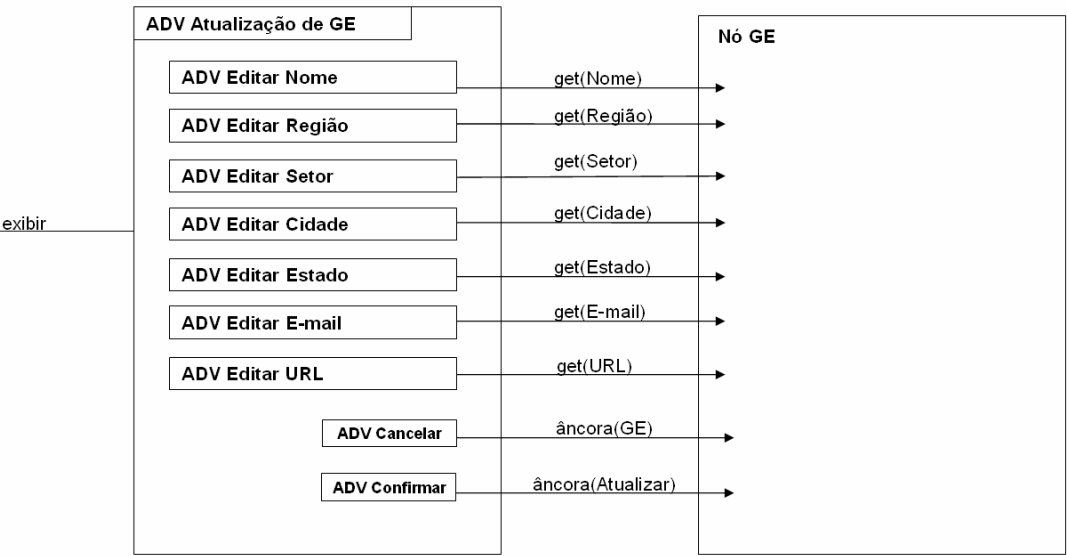 ADV Atualização de GE
Nó GE
ADV Editar Nome
get(Nome)
ADV Editar Região
get(Região)
ADV Editar Setor
get(Setor)
exibir
ADV Editar Cidade
get(Cidade)
ADV Editar Estado
get(Estado)
ADV Editar E-mail
get(E-mail)
ADV Editar URL
get(URL)
ADV Cancelar
âncora(GE)
ADV Confirmar
âncora(Atualizar)